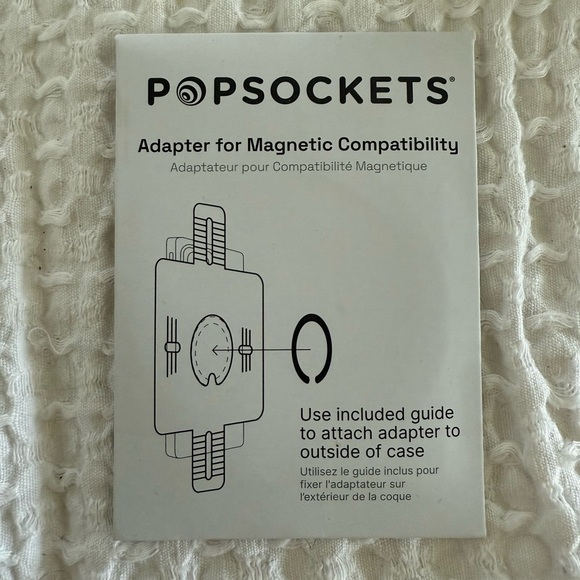 POPSOCKETS®
Adapter for Magnetic Compatibility
Adaptateur pour Compatibilité Magnetique
Use included guide
to attach adapter to
outside of case
Utilisez le guide inclus pour
fixer l'adaptateur sur
l'extérieur de la coque